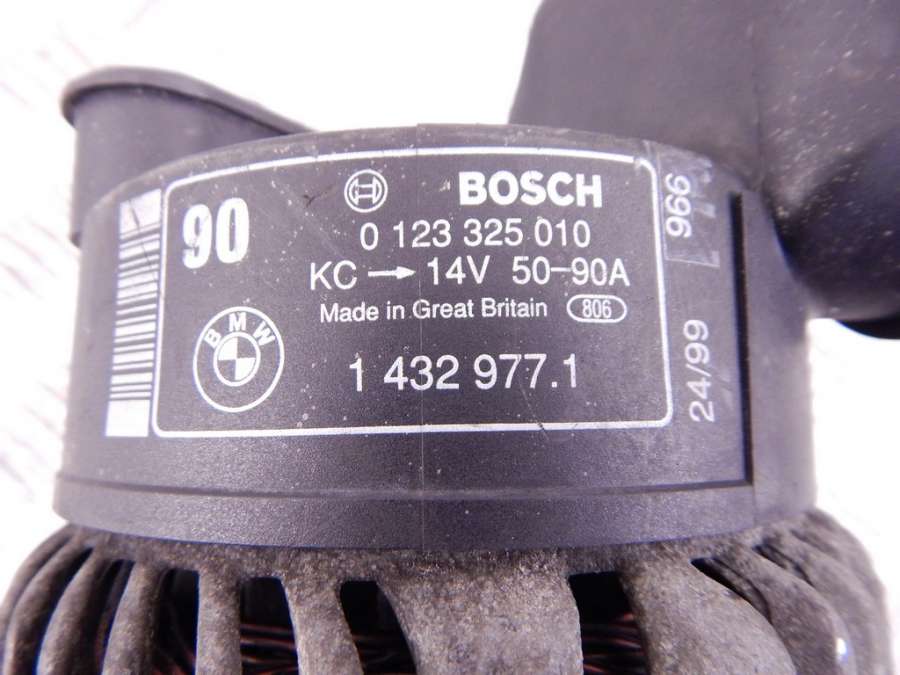 90
BOSCH
0 123 325 010
KC → 14V 50-90A
Made in Great Britain 806
BMW
1 432 977.1
966
24/99